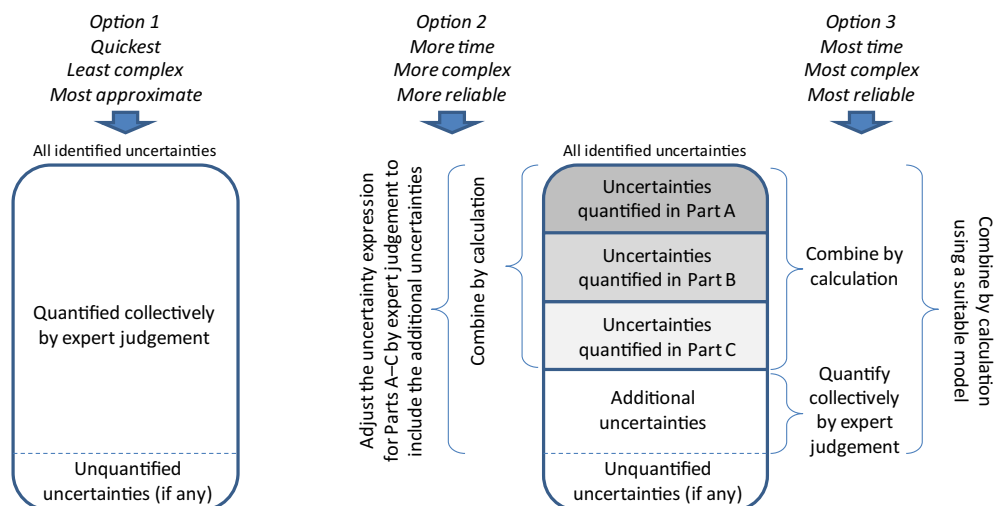 Option 1
Quickest
Least complex
Most approximate
All identified uncertainties
Quantified collectively
by expert judgement
Unquantified
uncertainties (if any)
Option 2
More time
More complex
More reliable
Adjust the uncertainty expression
for Parts A–C by expert judgement to
include the additional uncertainties
Combine by calculation
All identified uncertainties
Uncertainties
quantified in Part A
Uncertainties
quantified in Part B
Uncertainties
quantified in Part C
Additional
uncertainties
Unquantified
uncertainties (if any)
Option 3
Most time
Most complex
Most reliable
Combine by
calculation
Quantify
collectively
by expert
judgement
Combine by calculation
using a suitable model